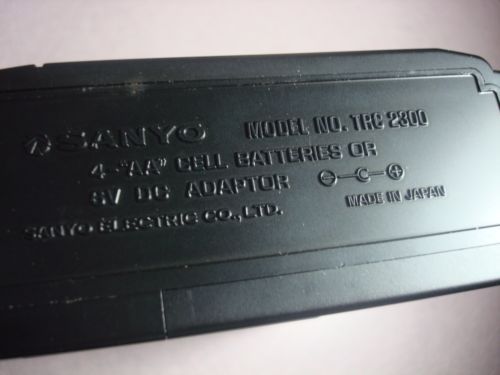 SANYO MODEL NO. TRC 2300
4-"AA" CELL BATTERIES OR
6V DC ADAPTOR
SANYO ELECTRIC CO., LTD.
MADE IN JAPAN